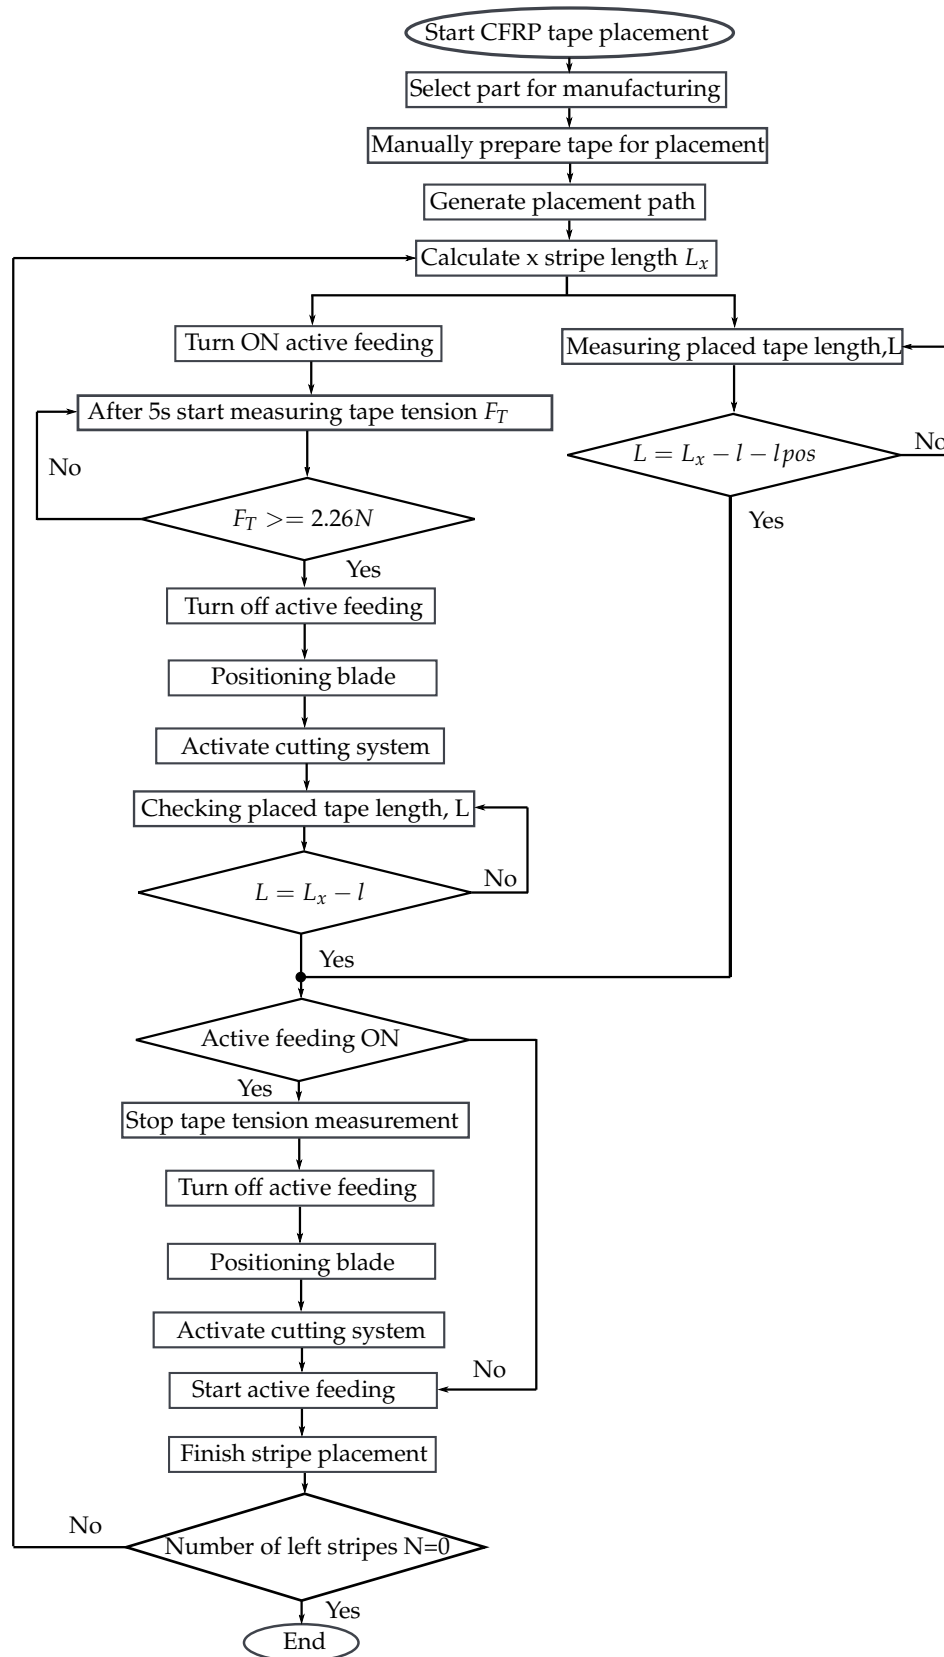 Start CFRP tape placement
Select part for manufacturing
Manually prepare tape for placement
Generate placement path
Calculate x stripe length Lₓ
Turn ON active feeding
Measuring placed tape length,L
After 5s start measuring tape tension F_T
No
L = Lₓ − l − lpos
No
F_T >= 2.26N
Yes
Yes
Turn off active feeding
Positioning blade
Activate cutting system
Checking placed tape length, L
L = Lₓ − l
No
Yes
Active feeding ON
Yes
Stop tape tension measurement
Turn off active feeding
Positioning blade
Activate cutting system
No
Start active feeding
Finish stripe placement
No
Number of left stripes N=0
Yes
End